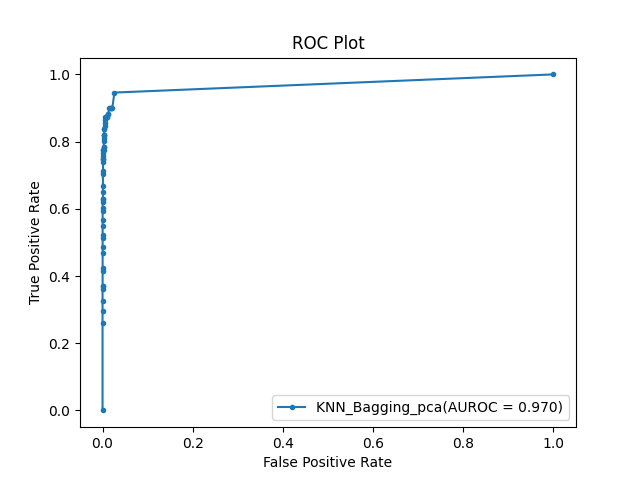 ROC Plot
True Positive Rate
1.0
0.8
0.6
0.4
0.2
0.0
KNN_Bagging_pca(AUROC = 0.970)
0.0 0.2 0.4 0.6 0.8 1.0
False Positive Rate